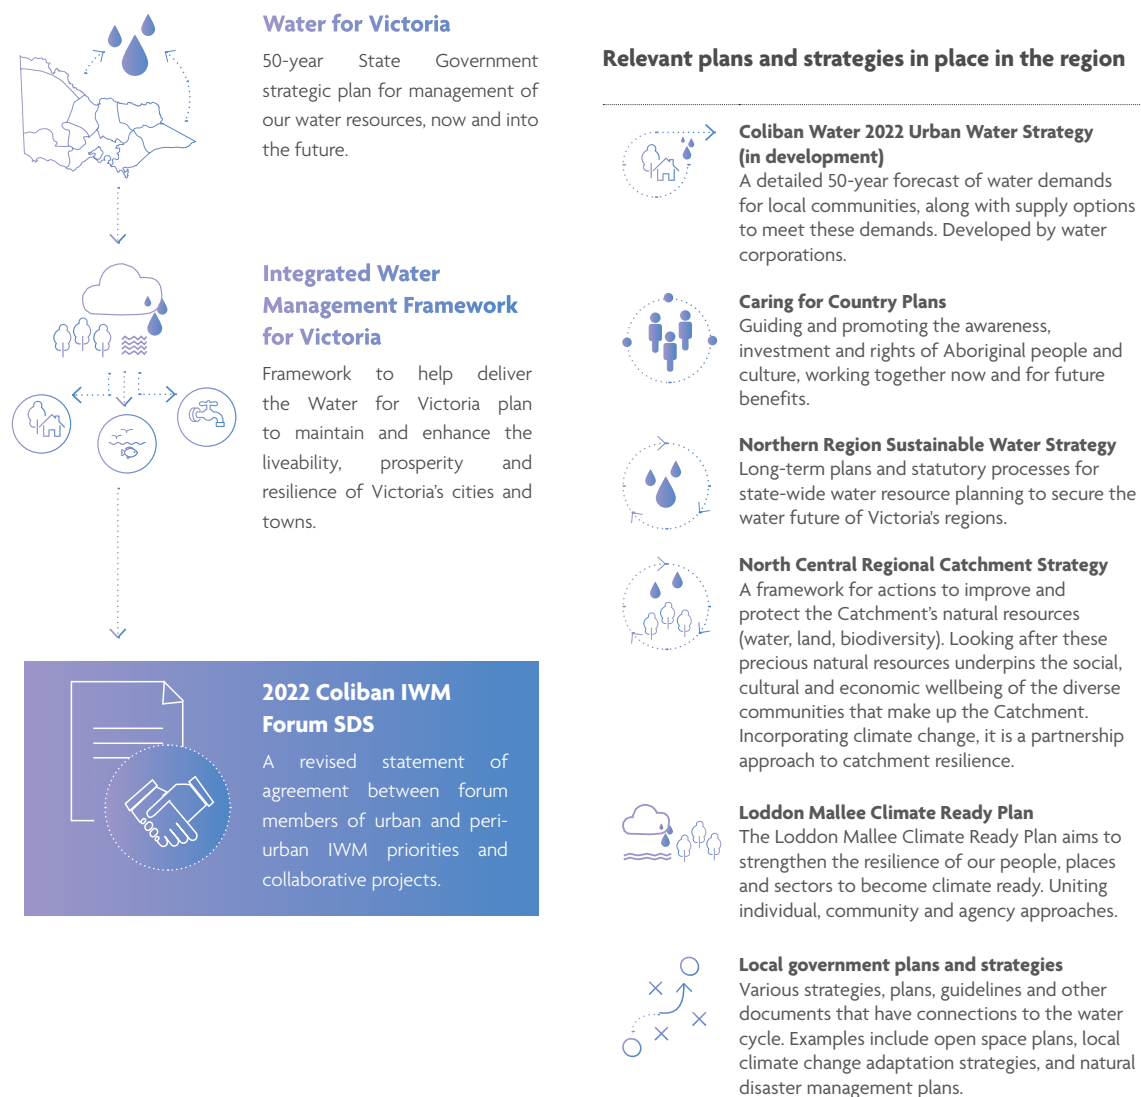 Water for Victoria
50-year State Government
strategic plan for management of
our water resources, now and into
the future.
Integrated Water
Management Framework
for Victoria
Framework to help deliver
the Water for Victoria plan
to maintain and enhance the
liveability, prosperity and
resilience of Victoria's cities and
towns.
2022 Coliban IWM
Forum SDS
A revised statement of
agreement between forum
members of urban and peri-
urban IWM priorities and
collaborative projects.
Relevant plans and strategies in place in the region
Coliban Water 2022 Urban Water Strategy
(in development)
A detailed 50-year forecast of water demands
for local communities, along with supply options
to meet these demands. Developed by water
corporations.
Caring for Country Plans
Guiding and promoting the awareness,
investment and rights of Aboriginal people and
culture, working together now and for future
benefits.
Northern Region Sustainable Water Strategy
Long-term plans and statutory processes for
state-wide water resource planning to secure the
water future of Victoria's regions.
North Central Regional Catchment Strategy
A framework for actions to improve and
protect the Catchment's natural resources
(water, land, biodiversity). Looking after these
precious natural resources underpins the social,
cultural and economic wellbeing of the diverse
communities that make up the Catchment.
Incorporating climate change, it is a partnership
approach to catchment resilience.
Loddon Mallee Climate Ready Plan
The Loddon Mallee Climate Ready Plan aims to
strengthen the resilience of our people, places
and sectors to become climate ready. Uniting
individual, community and agency approaches.
Local government plans and strategies
Various strategies, plans, guidelines and other
documents that have connections to the water
cycle. Examples include open space plans, local
climate change adaptation strategies, and natural
disaster management plans.